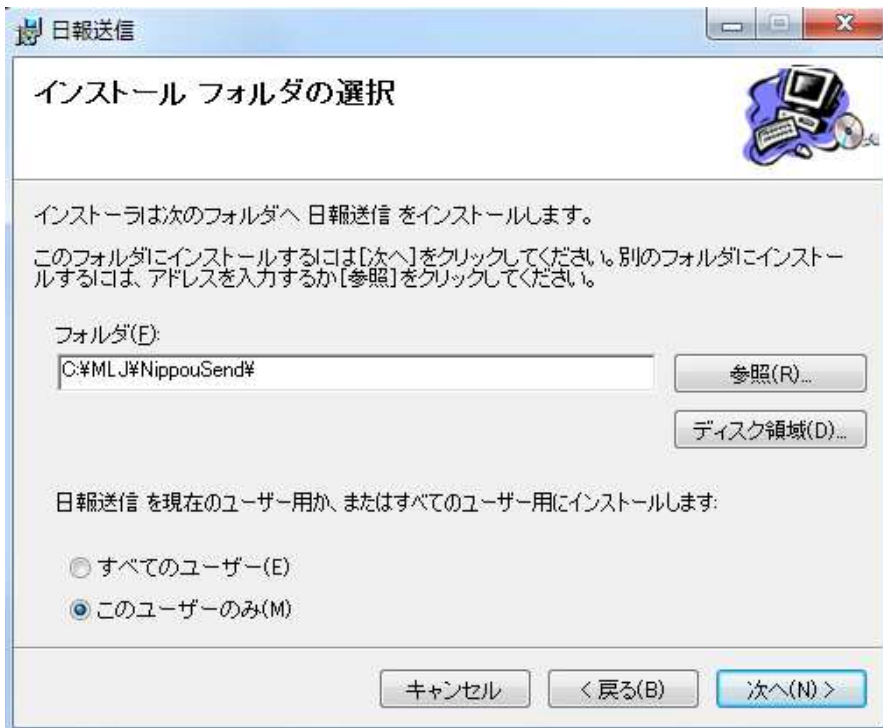 日報送信
インストール フォルダの選択
インストーラは次のフォルダへ 日報送信 をインストールします。
このフォルダにインストールするには[次へ]をクリックしてください。別のフォルダにインストー
ルするには、アドレスを入力するか[参照]をクリックしてください。
フォルダ(F):
C:¥MLJ¥NippouSend¥
参照(R)...
ディスク領域(D)...
日報送信 を現在のユーザー用か、またはすべてのユーザー用にインストールします:
すべてのユーザー(E)
このユーザーのみ(M)
キャンセル
< 戻る(B)
次へ(N) >